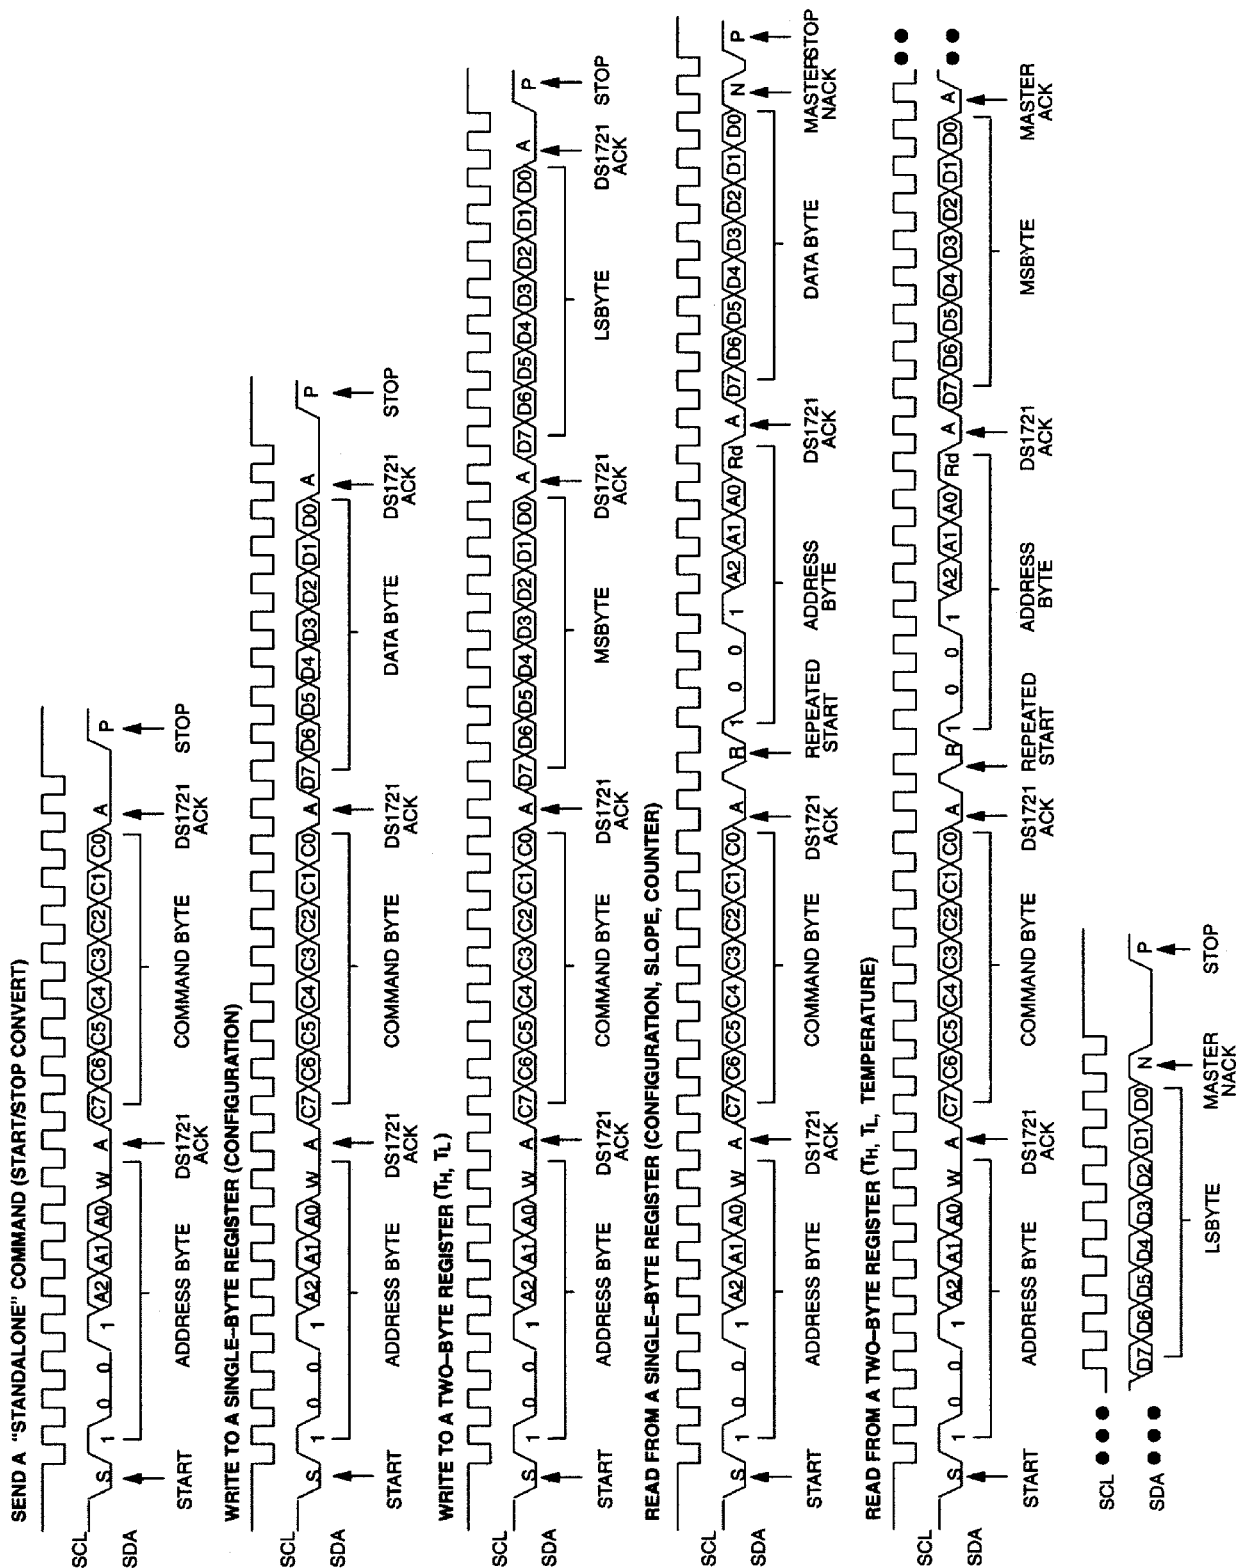 SEND A "STANDALONE" COMMAND (START/STOP CONVERT)
SCL
SDA
S 1 0 0 1 A2 A1 A0 W A C7 C6 C5 C4 C3 C2 C1 C0 A P
START ADDRESS BYTE DS1721 ACK COMMAND BYTE DS1721 ACK STOP
WRITE TO A SINGLE–BYTE REGISTER (CONFIGURATION)
SCL
SDA
S 1 0 0 1 A2 A1 A0 W A C7 C6 C5 C4 C3 C2 C1 C0 A D7 D6 D5 D4 D3 D2 D1 D0 A P
START ADDRESS BYTE DS1721 ACK COMMAND BYTE DS1721 ACK DATA BYTE DS1721 ACK STOP
WRITE TO A TWO–BYTE REGISTER (TH, TL)
SCL
SDA
S 1 0 0 1 A2 A1 A0 W A C7 C6 C5 C4 C3 C2 C1 C0 A D7 D6 D5 D4 D3 D2 D1 D0 A D7 D6 D5 D4 D3 D2 D1 D0 A P
START ADDRESS BYTE DS1721 ACK COMMAND BYTE DS1721 ACK MSBYTE DS1721 ACK LSBYTE DS1721 ACK STOP
READ FROM A SINGLE–BYTE REGISTER (CONFIGURATION, SLOPE, COUNTER)
SCL
SDA
S 1 0 0 1 A2 A1 A0 W A C7 C6 C5 C4 C3 C2 C1 C0 A R 1 0 0 1 A2 A1 A0 Rd A D7 D6 D5 D4 D3 D2 D1 D0 N P
START ADDRESS BYTE DS1721 ACK COMMAND BYTE DS1721 ACK REPEATED START ADDRESS BYTE DS1721 ACK DATA BYTE MASTER NACK STOP
READ FROM A TWO–BYTE REGISTER (TH, TL, TEMPERATURE)
SCL
SDA
S 1 0 0 1 A2 A1 A0 W A C7 C6 C5 C4 C3 C2 C1 C0 A R 1 0 0 1 A2 A1 A0 Rd A D7 D6 D5 D4 D3 D2 D1 D0 A
START ADDRESS BYTE DS1721 ACK COMMAND BYTE DS1721 ACK REPEATED START ADDRESS BYTE DS1721 ACK MSBYTE MASTER ACK
SCL
SDA
D7 D6 D5 D4 D3 D2 D1 D0 N P
LSBYTE MASTER NACK STOP